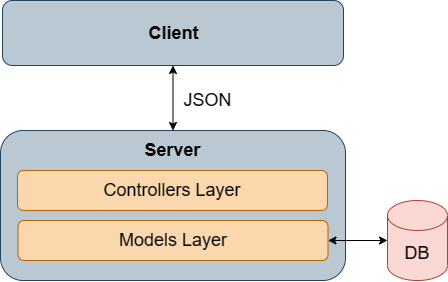 Client
JSON
Server
Controllers Layer
Models Layer
DB